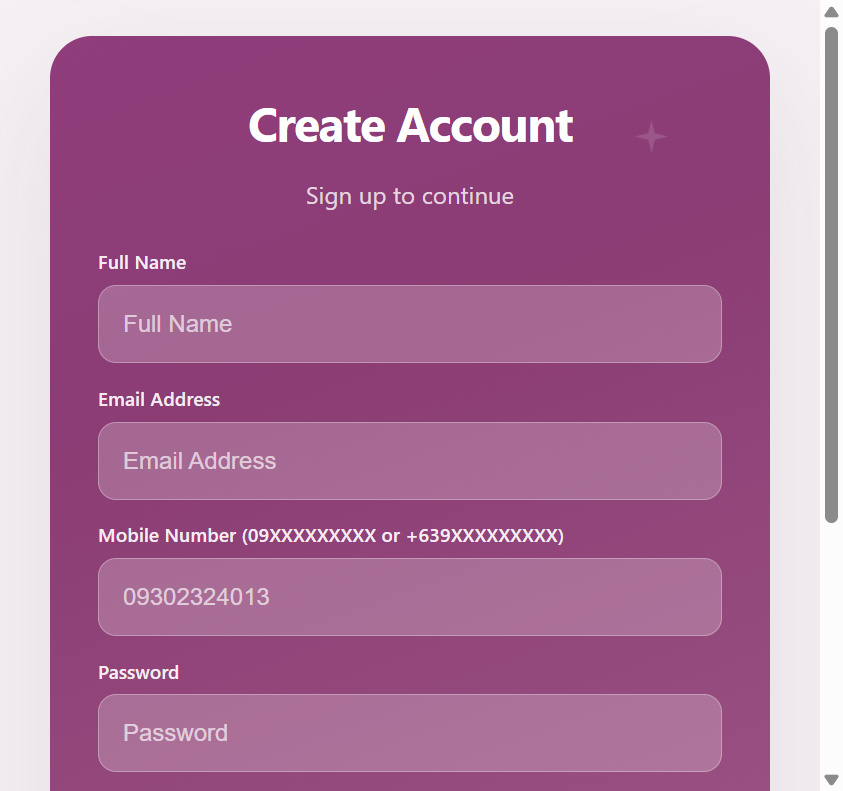 Create Account
Sign up to continue
Full Name
Full Name
Email Address
Email Address
Mobile Number (09XXXXXXXXX or +639XXXXXXXXX)
09302324013
Password
Password